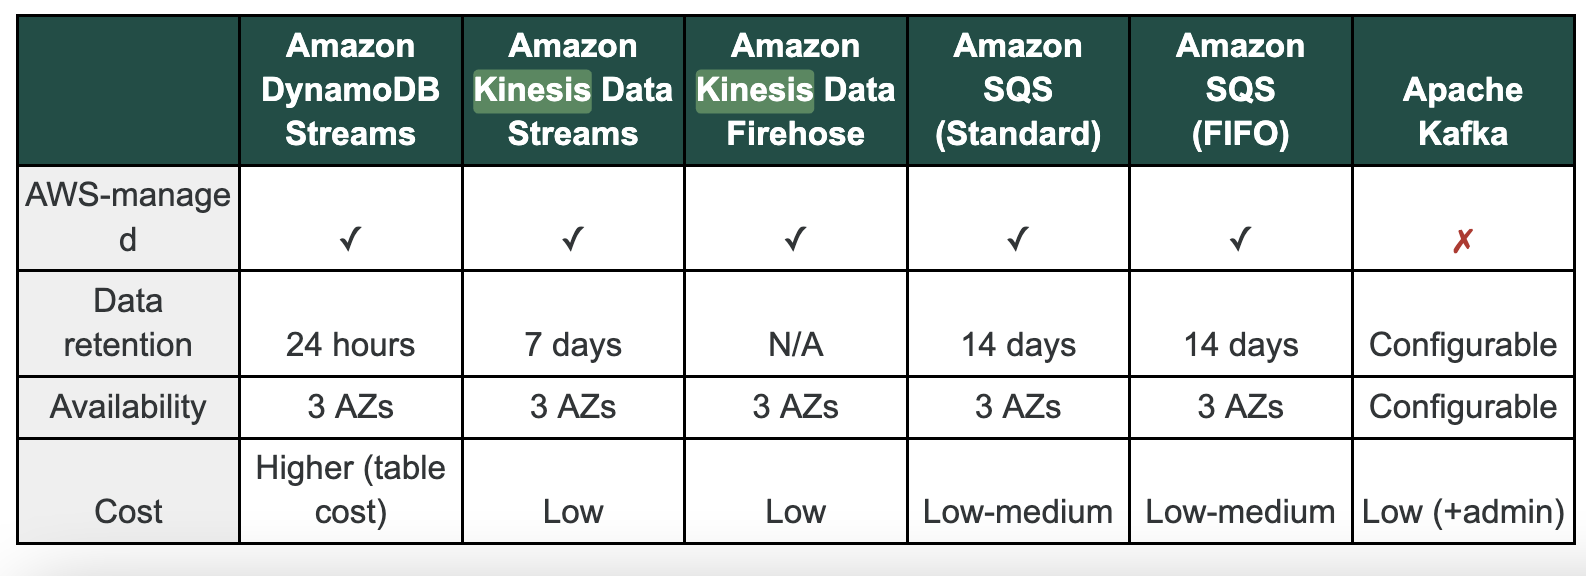 Amazon DynamoDB Streams
Amazon Kinesis Data Streams
Amazon Kinesis Data Firehose
Amazon SQS (Standard)
Amazon SQS (FIFO)
Apache Kafka
AWS-managed
✓ ✓ ✓ ✓ ✓ ✗
Data retention
24 hours
7 days
N/A
14 days
14 days
Configurable
Availability
3 AZs
3 AZs
3 AZs
3 AZs
3 AZs
Configurable
Cost
Higher (table cost)
Low
Low
Low-medium
Low-medium
Low (+admin)